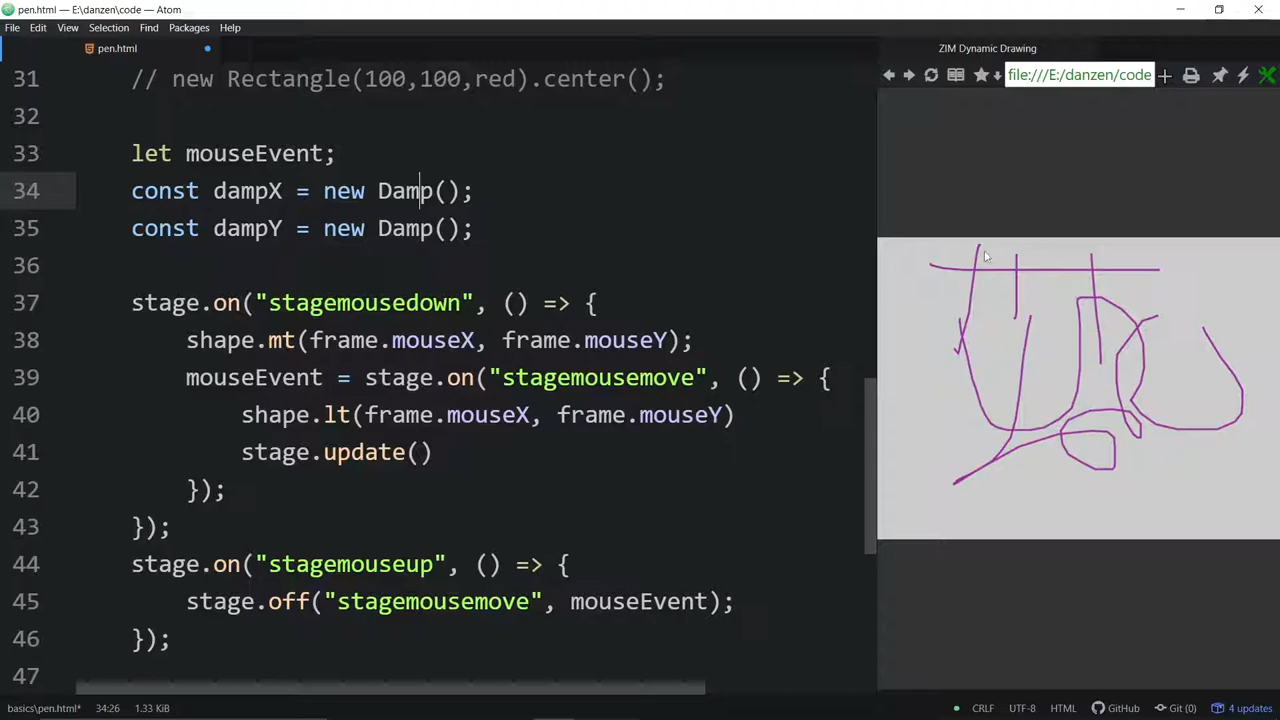 pen.html — E:\danzen\code — Atom
File Edit View Selection Find Packages Help
pen.html
ZIM Dynamic Drawing
file:///E:/danzen/code
31 // new Rectangle(100,100,red).center();
32
33 let mouseEvent;
34 const dampX = new Damp();
35 const dampY = new Damp();
36
37 stage.on("stagemousedown", () => {
38 shape.mt(frame.mouseX, frame.mouseY);
39 mouseEvent = stage.on("stagemousemove", () => {
40 shape.lt(frame.mouseX, frame.mouseY)
41 stage.update()
42 });
43 });
44 stage.on("stagemouseup", () => {
45 stage.off("stagemousemove", mouseEvent);
46 });
47
basics\pen.html* 34:26 1.33 KiB CRLF UTF-8 HTML GitHub Git (0) 4 updates